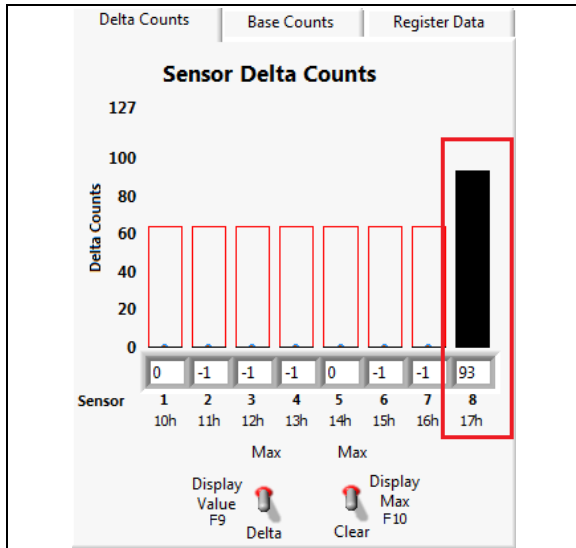 Delta Counts Base Counts Register Data
Sensor Delta Counts
127
100
80
60
40
20
0
Delta Counts
0 -1 -1 -1 0 -1 -1 93
Sensor 1 2 3 4 5 6 7 8
10h 11h 12h 13h 14h 15h 16h 17h
Max Max
Display Value F9
Delta
Display Max F10
Clear